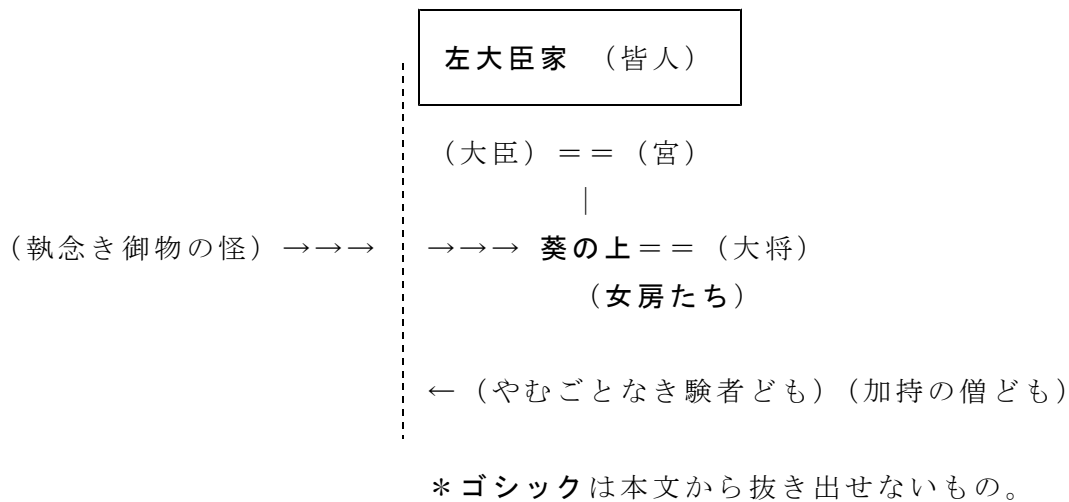 左大臣家 （皆人）
（大臣）＝＝（宮）
｜
（執念き御物の怪）→→→ →→→ 葵の上＝＝（大将）
（女房たち）
←（やむごとなき験者ども）（加持の僧ども）
＊ゴシックは本文から抜き出せないもの。